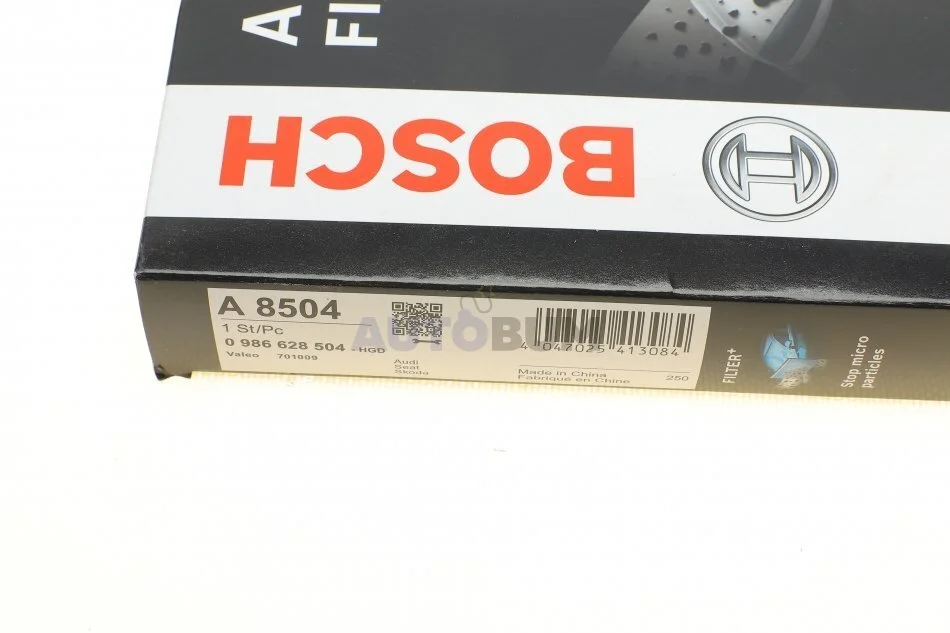 A
FI
BOSCH
A 8504
1 St/Pc
0 986 628 504 -HGD
Valeo 701009
Audi
Seat
Skoda
AUTOBUM
4 047025 413084
Made in China
Fabriqué en Chine
250
FILTER+
Stop micro
particles